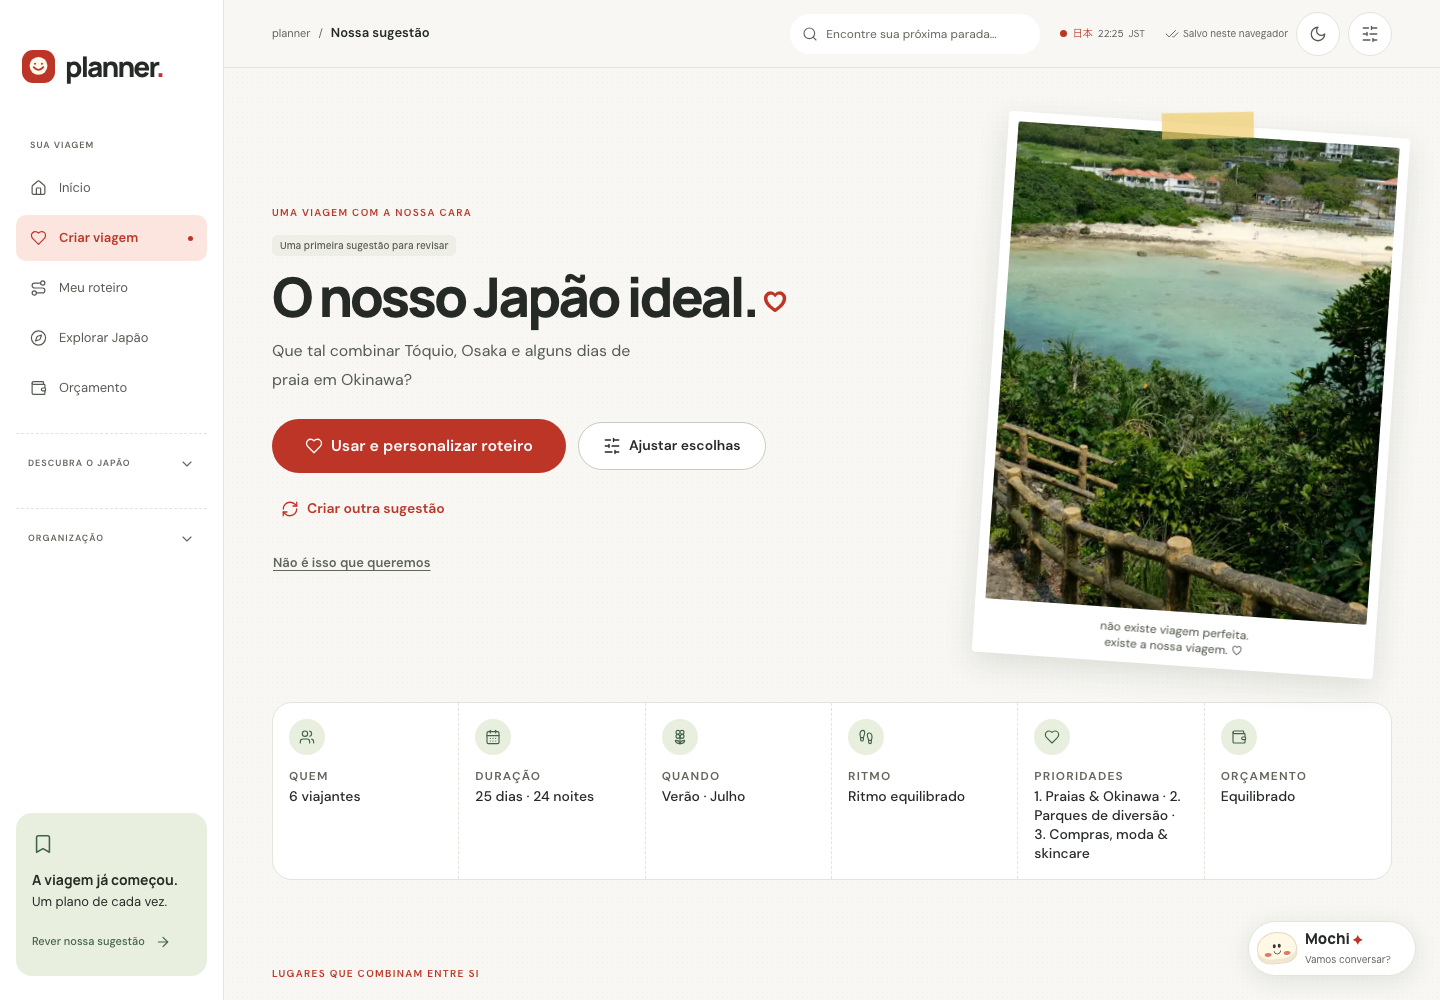 planner.
SUA VIAGEM
Início
Criar viagem
Meu roteiro
Explorar Japão
Orçamento
DESCUBRA O JAPÃO
ORGANIZAÇÃO
A viagem já começou.
Um plano de cada vez.
Rever nossa sugestão
planner / Nossa sugestão
Encontre sua próxima parada...
日本 22:25 JST
Salvo neste navegador
UMA VIAGEM COM A NOSSA CARA
Uma primeira sugestão para revisar
O nosso Japão ideal.
Que tal combinar Tóquio, Osaka e alguns dias de
praia em Okinawa?
Usar e personalizar roteiro
Ajustar escolhas
Criar outra sugestão
Não é isso que queremos
não existe viagem perfeita.
existe a nossa viagem. ♡
QUEM
6 viajantes
DURAÇÃO
25 dias · 24 noites
QUANDO
Verão · Julho
RITMO
Ritmo equilibrado
PRIORIDADES
1. Praias & Okinawa · 2.
Parques de diversão ·
3. Compras, moda &
skincare
ORÇAMENTO
Equilibrado
LUGARES QUE COMBINAM ENTRE SI
Mochi
Vamos conversar?